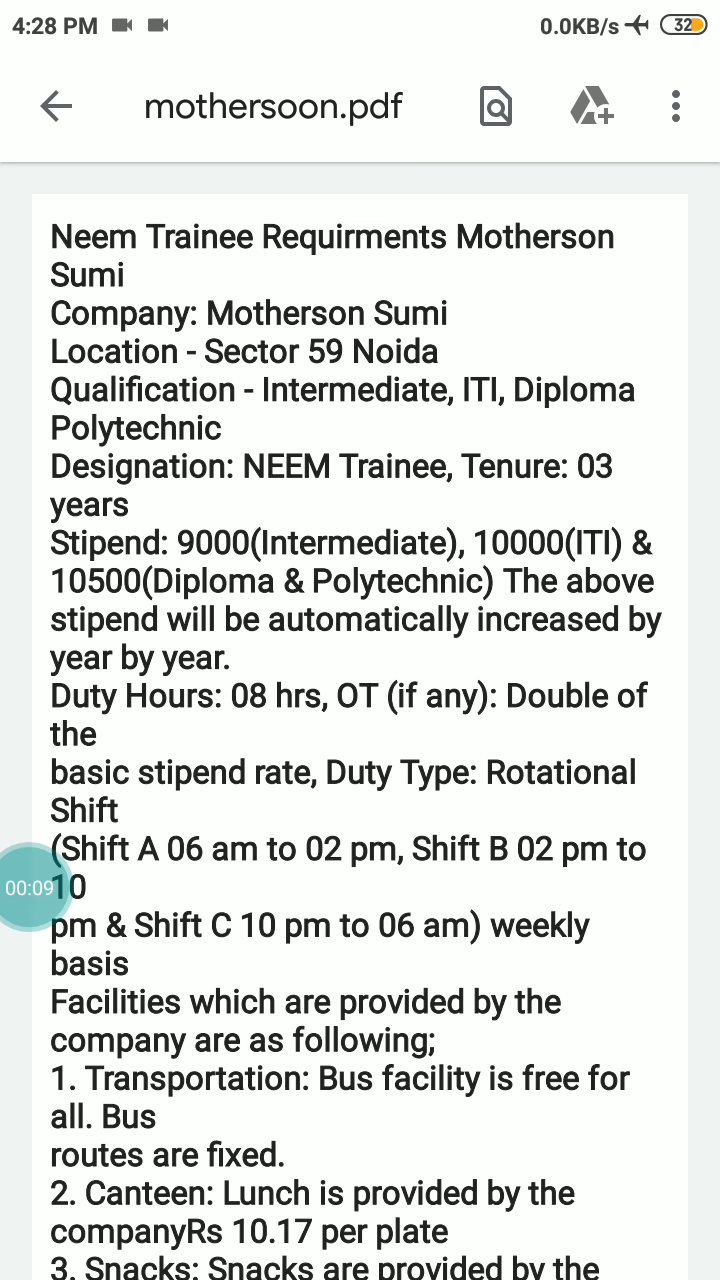 4:28 PM
0.0KB/s
32
mothersoon.pdf
Neem Trainee Requirments Motherson
Sumi
Company: Motherson Sumi
Location - Sector 59 Noida
Qualification - Intermediate, ITI, Diploma
Polytechnic
Designation: NEEM Trainee, Tenure: 03
years
Stipend: 9000(Intermediate), 10000(ITI) &
10500(Diploma & Polytechnic) The above
stipend will be automatically increased by
year by year.
Duty Hours: 08 hrs, OT (if any): Double of
the
basic stipend rate, Duty Type: Rotational
Shift
(Shift A 06 am to 02 pm, Shift B 02 pm to
00:09
10
pm & Shift C 10 pm to 06 am) weekly
basis
Facilities which are provided by the
company are as following;
1. Transportation: Bus facility is free for
all. Bus
routes are fixed.
2. Canteen: Lunch is provided by the
companyRs 10.17 per plate
3. Snacks: Snacks are provided by the